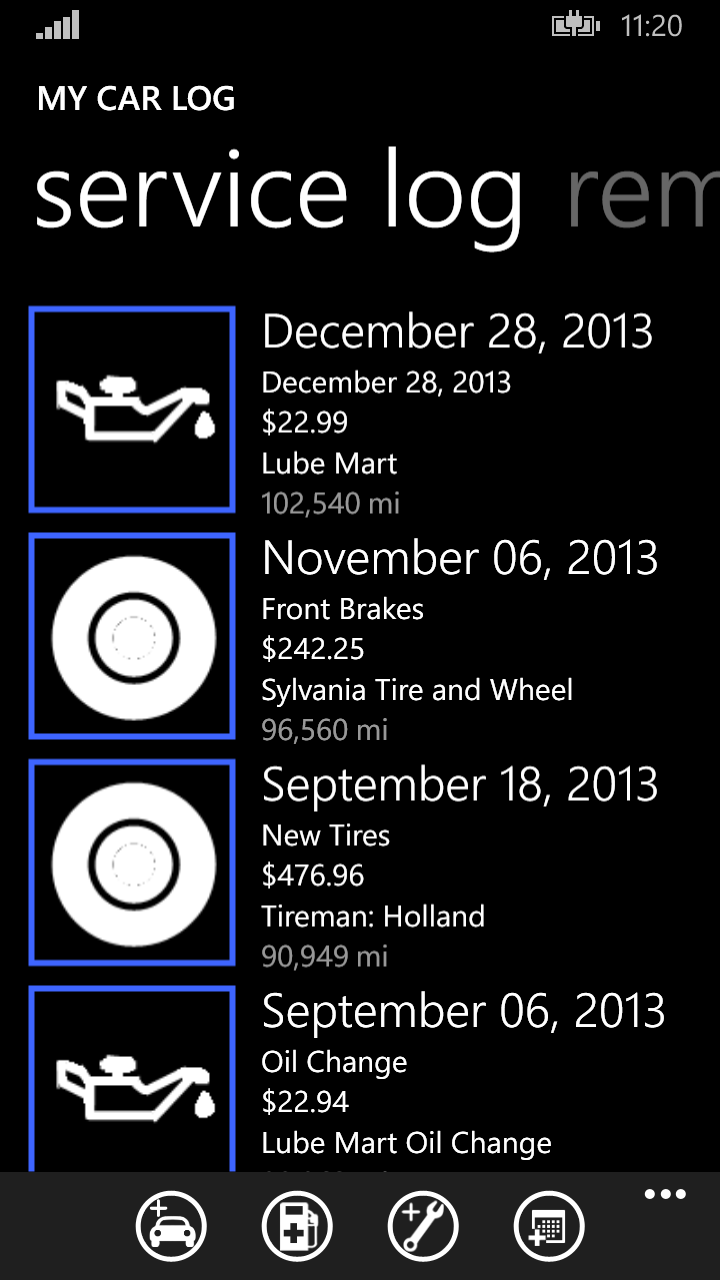 11:20
MY CAR LOG
service log rem
December 28, 2013
December 28, 2013
$22.99
Lube Mart
102,540 mi
November 06, 2013
Front Brakes
$242.25
Sylvania Tire and Wheel
96,560 mi
September 18, 2013
New Tires
$476.96
Tireman: Holland
90,949 mi
September 06, 2013
Oil Change
$22.94
Lube Mart Oil Change